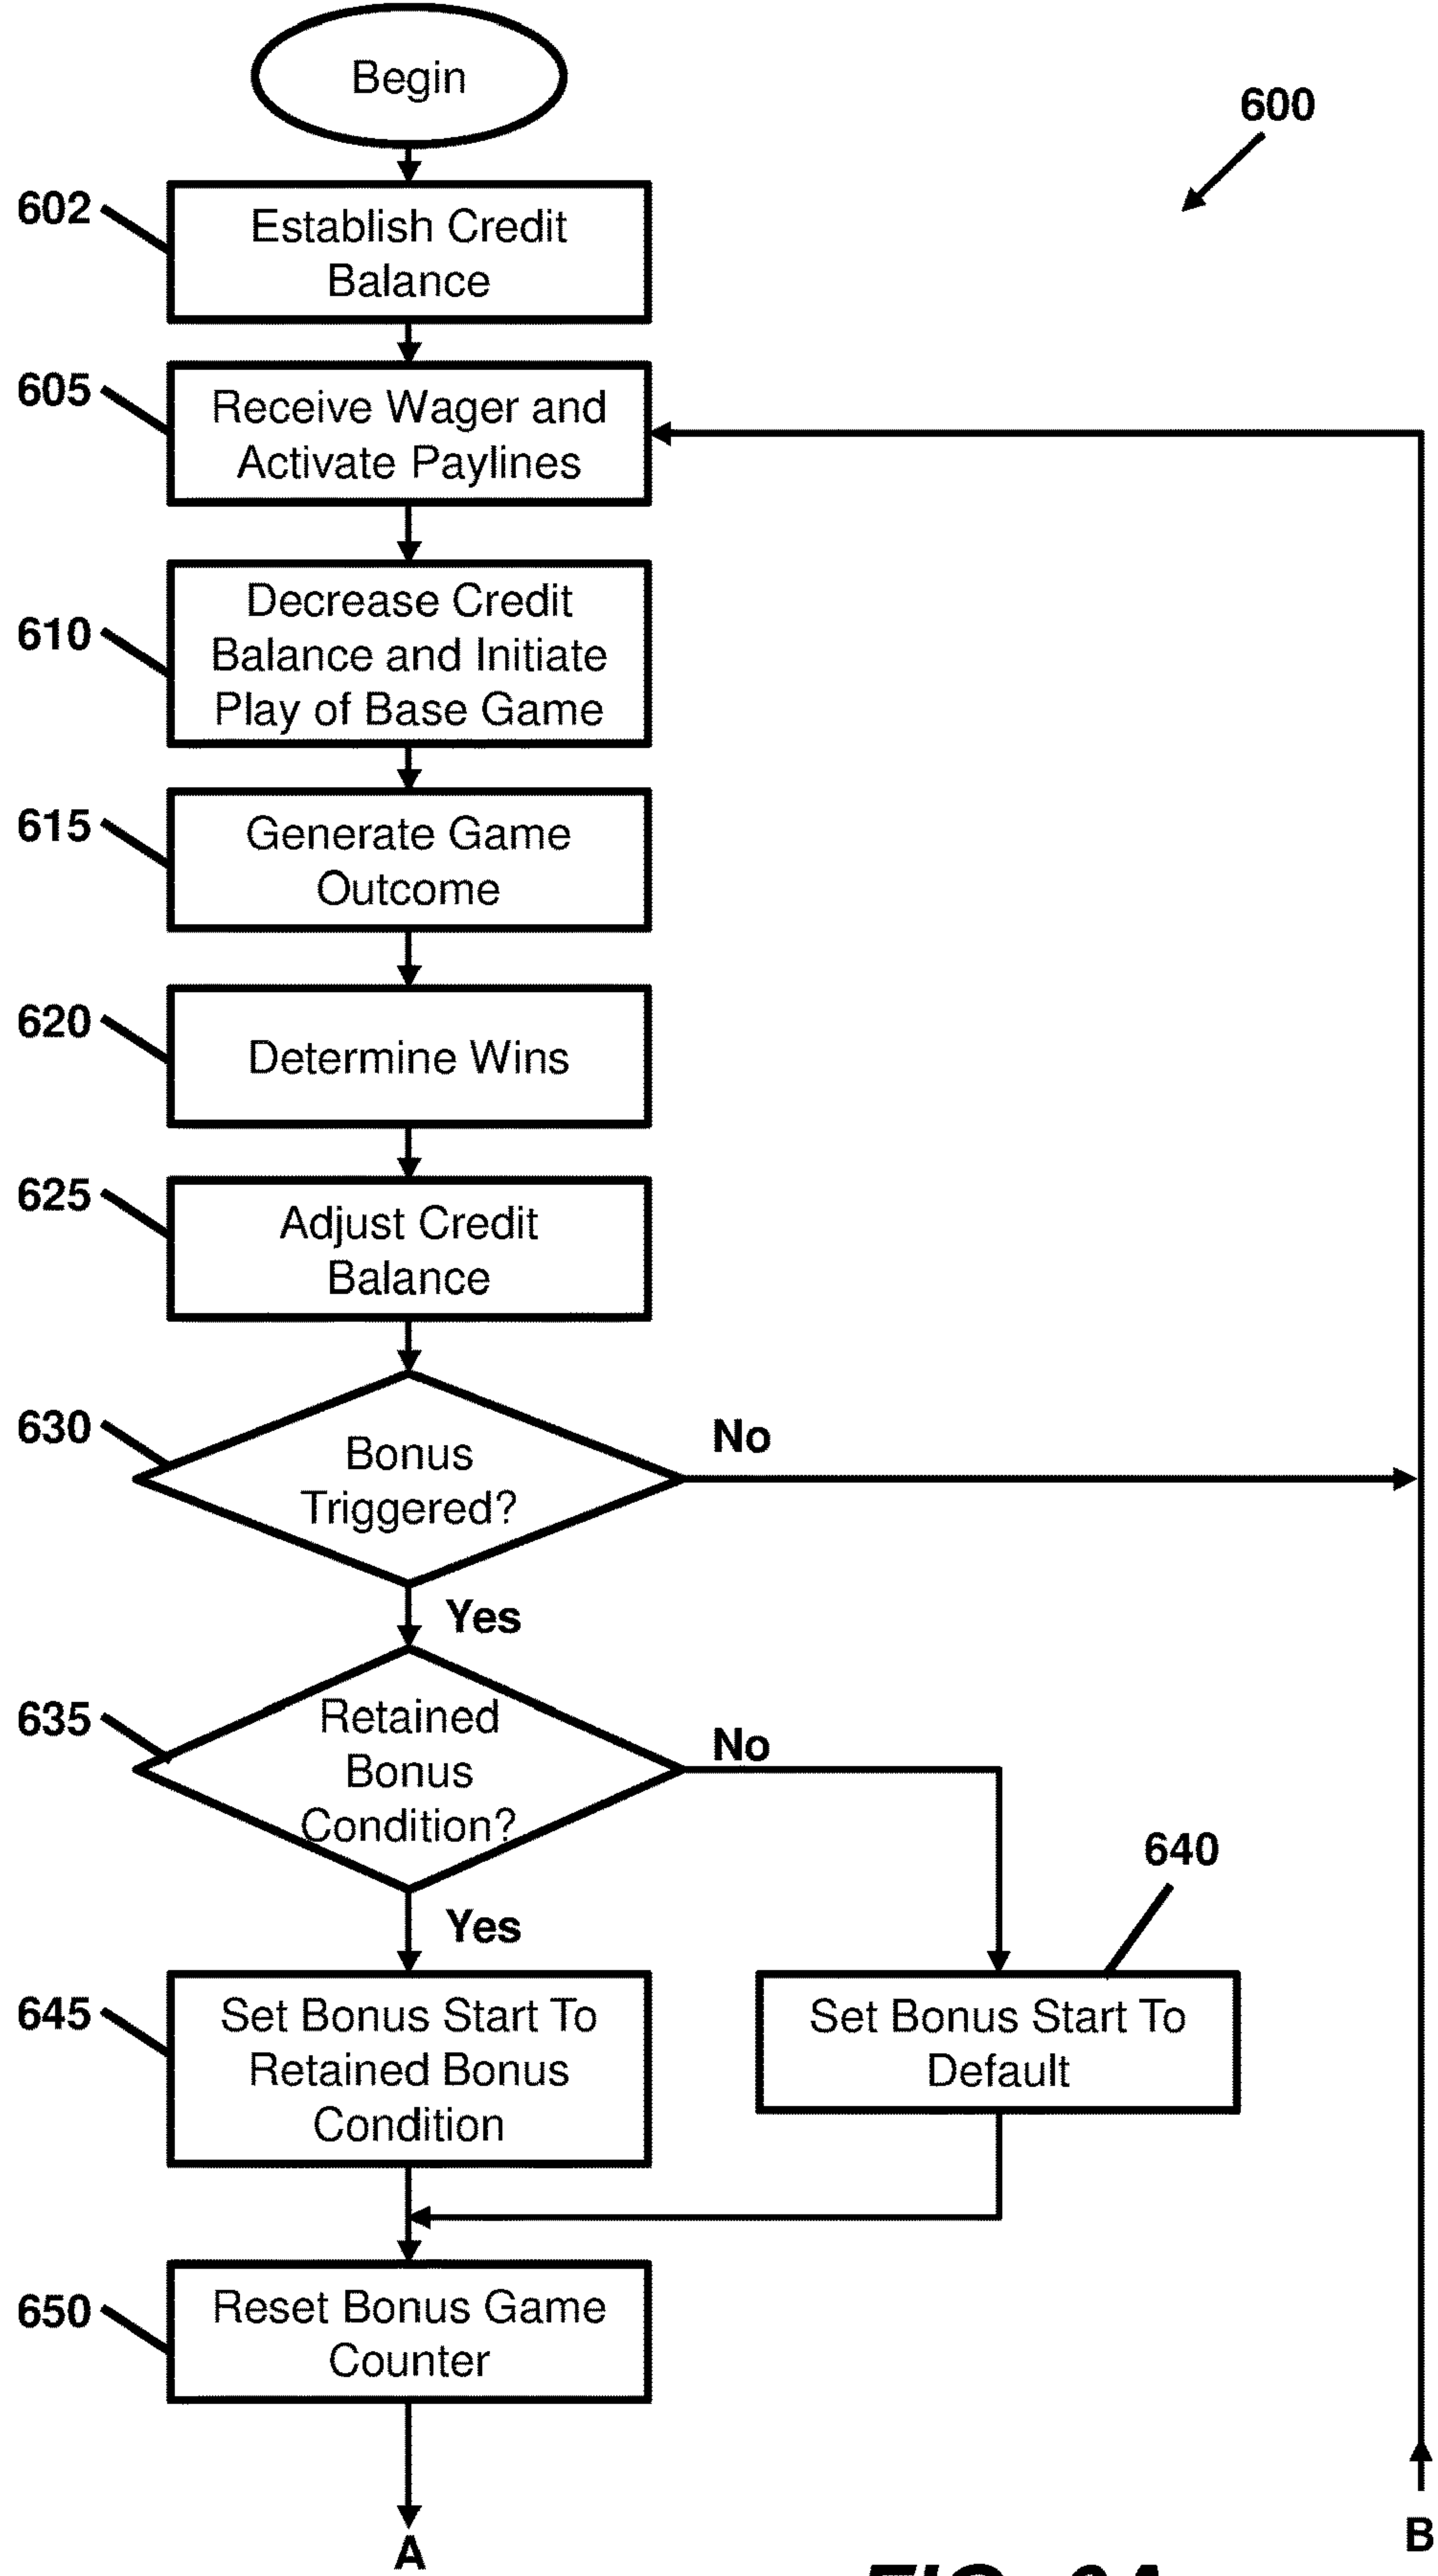 Begin
600
602
Establish Credit
Balance
605
Receive Wager and
Activate Paylines
610
Decrease Credit
Balance and Initiate
Play of Base Game
615
Generate Game
Outcome
620
Determine Wins
625
Adjust Credit
Balance
630
Bonus
Triggered?
No
Yes
635
Retained
Bonus
Condition?
No
Yes
640
645
Set Bonus Start To
Retained Bonus
Condition
Set Bonus Start To
Default
650
Reset Bonus Game
Counter
A
B